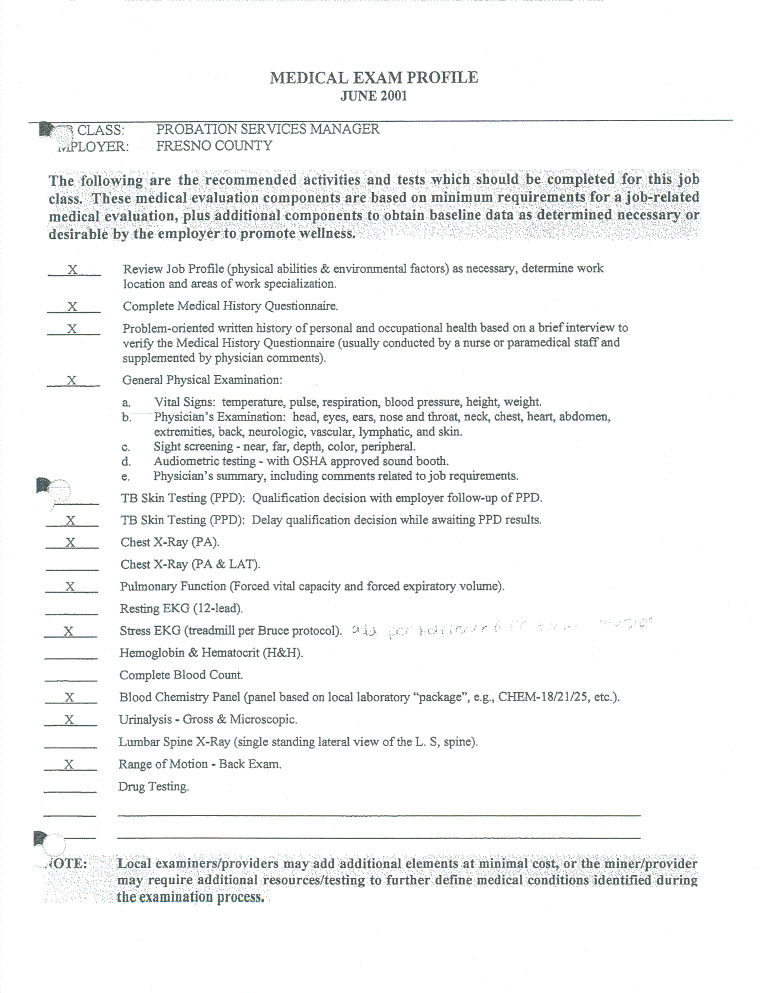 MEDICAL EXAM PROFILE
JUNE 2001
CLASS: PROBATION SERVICES MANAGER
MPLOYER: FRESNO COUNTY
The following are the recommended activities and tests which should be completed for this job
class. These medical evaluation components are based on minimum requirements for a job-related
medical evaluation, plus additional components to obtain baseline data as determined necessary or
desirable by the employer to promote wellness.
X Review Job Profile (physical abilities & environmental factors) as necessary, determine work
location and areas of work specialization.
X Complete Medical History Questionnaire.
X Problem-oriented written history of personal and occupational health based on a brief interview to
verify the Medical History Questionnaire (usually conducted by a nurse or paramedical staff and
supplemented by physician comments).
X General Physical Examination:
a. Vital Signs: temperature, pulse, respiration, blood pressure, height, weight.
b. Physician's Examination: head, eyes, ears, nose and throat, neck, chest, heart, abdomen,
extremities, back, neurologic, vascular, lymphatic, and skin.
c. Sight screening - near, far, depth, color, peripheral.
d. Audiometric testing - with OSHA approved sound booth.
e. Physician's summary, including comments related to job requirements.
TB Skin Testing (PPD): Qualification decision with employer follow-up of PPD.
X TB Skin Testing (PPD): Delay qualification decision while awaiting PPD results.
X Chest X-Ray (PA).
Chest X-Ray (PA & LAT).
X Pulmonary Function (Forced vital capacity and forced expiratory volume).
Resting EKG (12-lead).
X Stress EKG (treadmill per Bruce protocol).
Hemoglobin & Hematocrit (H&H).
Complete Blood Count.
X Blood Chemistry Panel (panel based on local laboratory "package", e.g., CHEM-18/21/25, etc.).
X Urinalysis - Gross & Microscopic.
Lumbar Spine X-Ray (single standing lateral view of the L. S, spine).
X Range of Motion - Back Exam.
Drug Testing.
NOTE: Local examiners/providers may add additional elements at minimal cost, or the miner/provider
may require additional resources/testing to further define medical conditions identified during
the examination process.